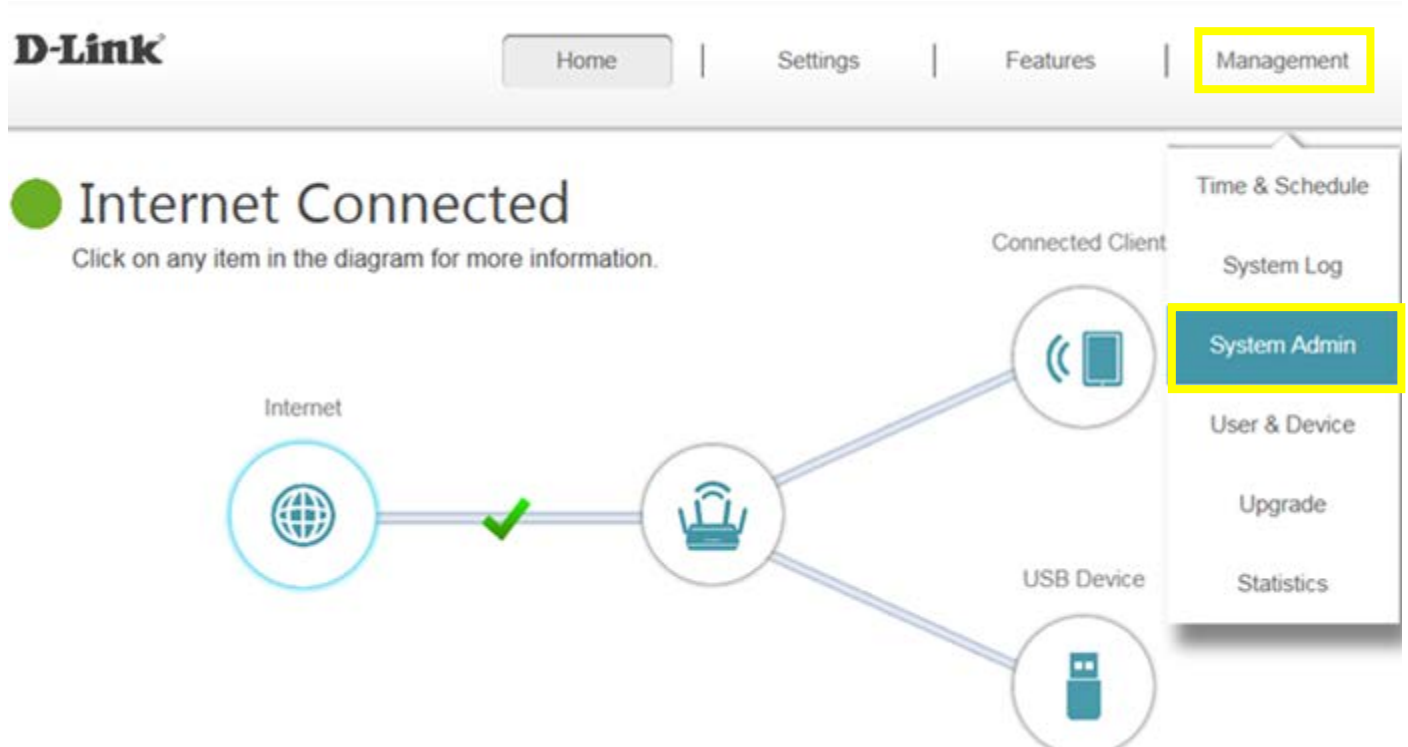 D-Link
Home | Settings | Features | Management
Internet Connected
Click on any item in the diagram for more information.
Time & Schedule
System Log
System Admin
User & Device
Upgrade
Statistics
Connected Client
Internet
USB Device